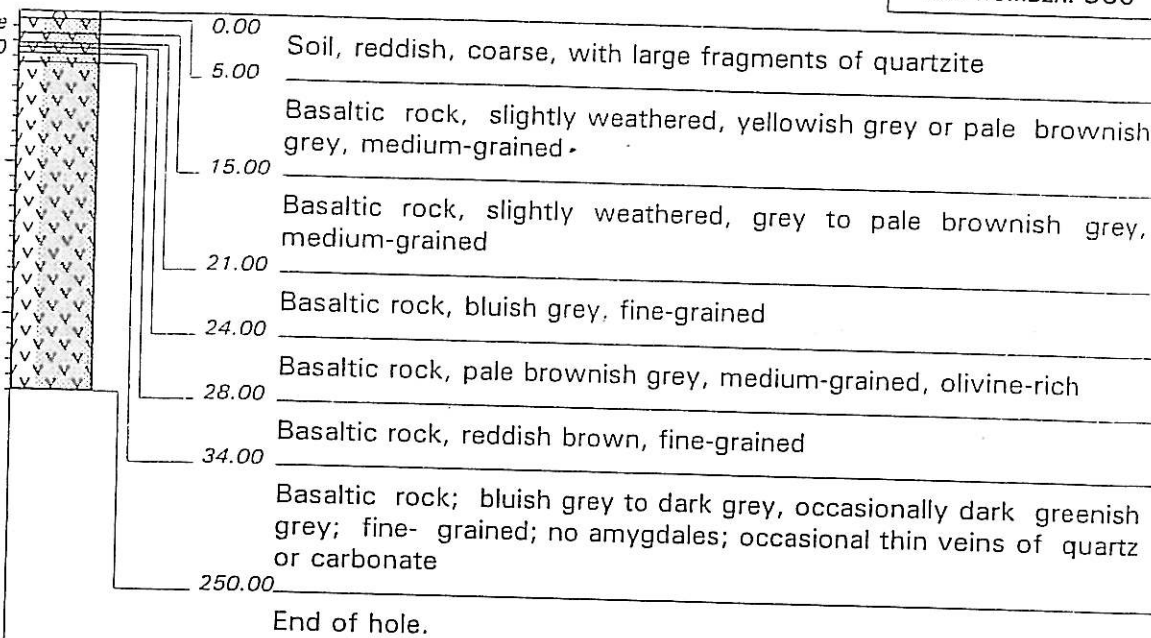 0.00
Soil, reddish, coarse, with large fragments of quartzite
5.00
Basaltic rock, slightly weathered, yellowish grey or pale brownish
grey, medium-grained
15.00
Basaltic rock, slightly weathered, grey to pale brownish grey,
medium-grained
21.00
Basaltic rock, bluish grey, fine-grained
24.00
Basaltic rock, pale brownish grey, medium-grained, olivine-rich
28.00
Basaltic rock, reddish brown, fine-grained
34.00
Basaltic rock; bluish grey to dark grey, occasionally dark greenish
grey; fine- grained; no amygdales; occasional thin veins of quartz
or carbonate
250.00
End of hole.